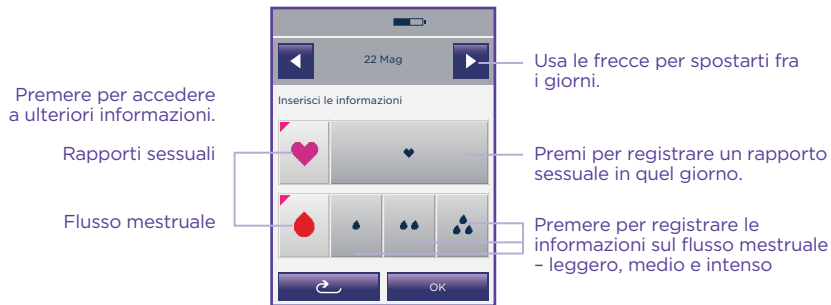 22 Mag
Usa le frecce per spostarti fra
i giorni.
Premere per accedere
a ulteriori informazioni.
Inserisci le informazioni
Rapporti sessuali
Premi per registrare un rapporto
sessuale in quel giorno.
Flusso mestruale
Premere per registrare le
informazioni sul flusso mestruale
– leggero, medio e intenso
OK